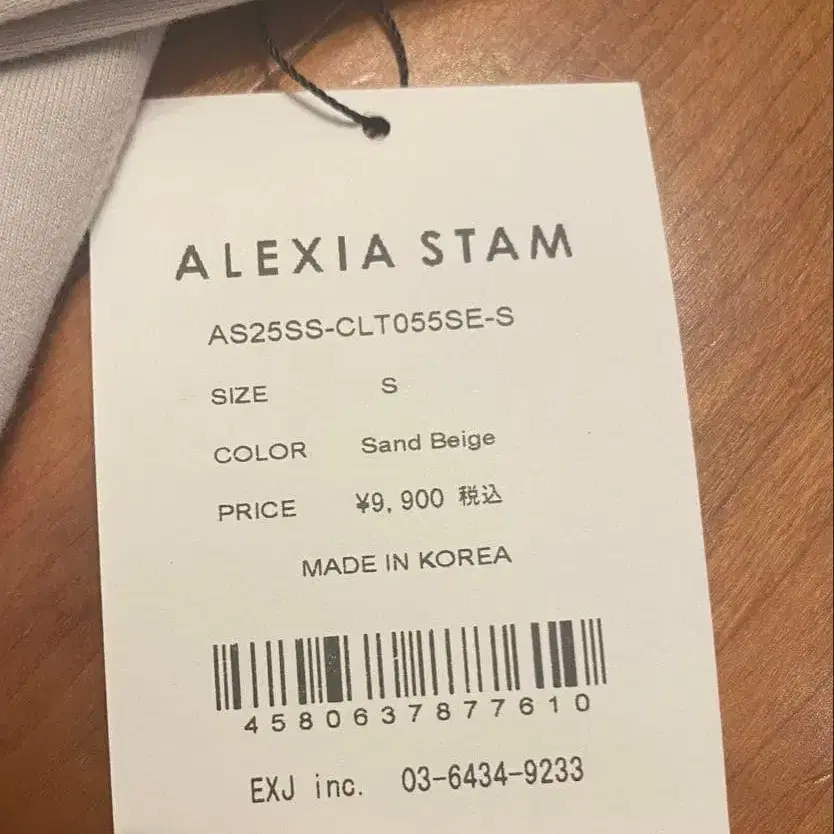 ALEXIA STAM
AS25SS-CLT055SE-S
SIZE S
COLOR Sand Beige
PRICE ¥9,900 税込
MADE IN KOREA
4580637877610
EXJ inc. 03-6434-9233